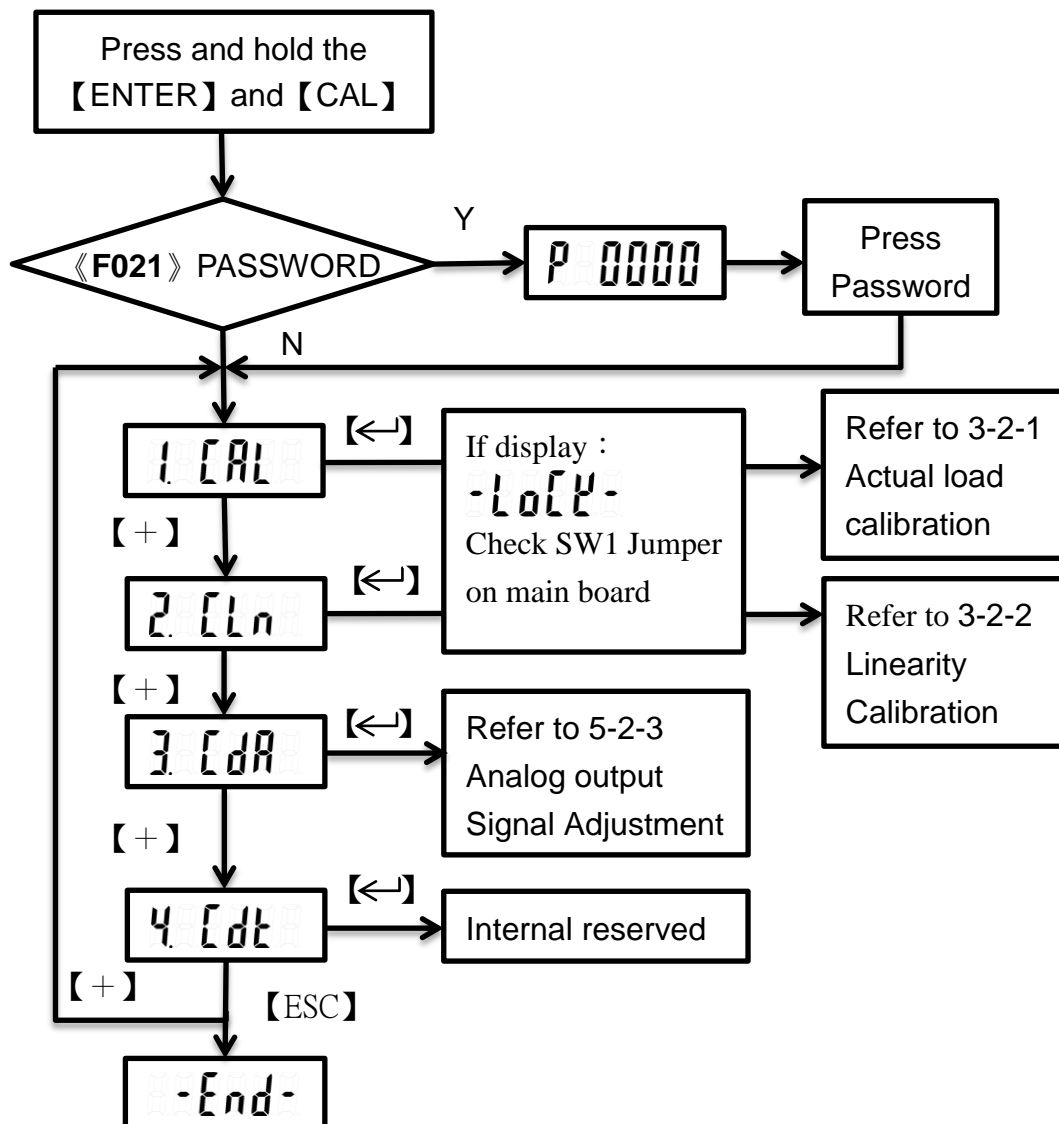 Press and hold the
【ENTER】and【CAL】
《F021》PASSWORD
Y
P 0000
Press
Password
N
1. CAL
【←┘】
If display：
-LoCK-
Check SW1 Jumper
on main board
Refer to 3-2-1
Actual load
calibration
【＋】
2. CLn
【←┘】
Refer to 3-2-2
Linearity
Calibration
【＋】
3. CdA
【←┘】
Refer to 5-2-3
Analog output
Signal Adjustment
【＋】
4. Cdt
【←┘】
Internal reserved
【＋】
【ESC】
-End-